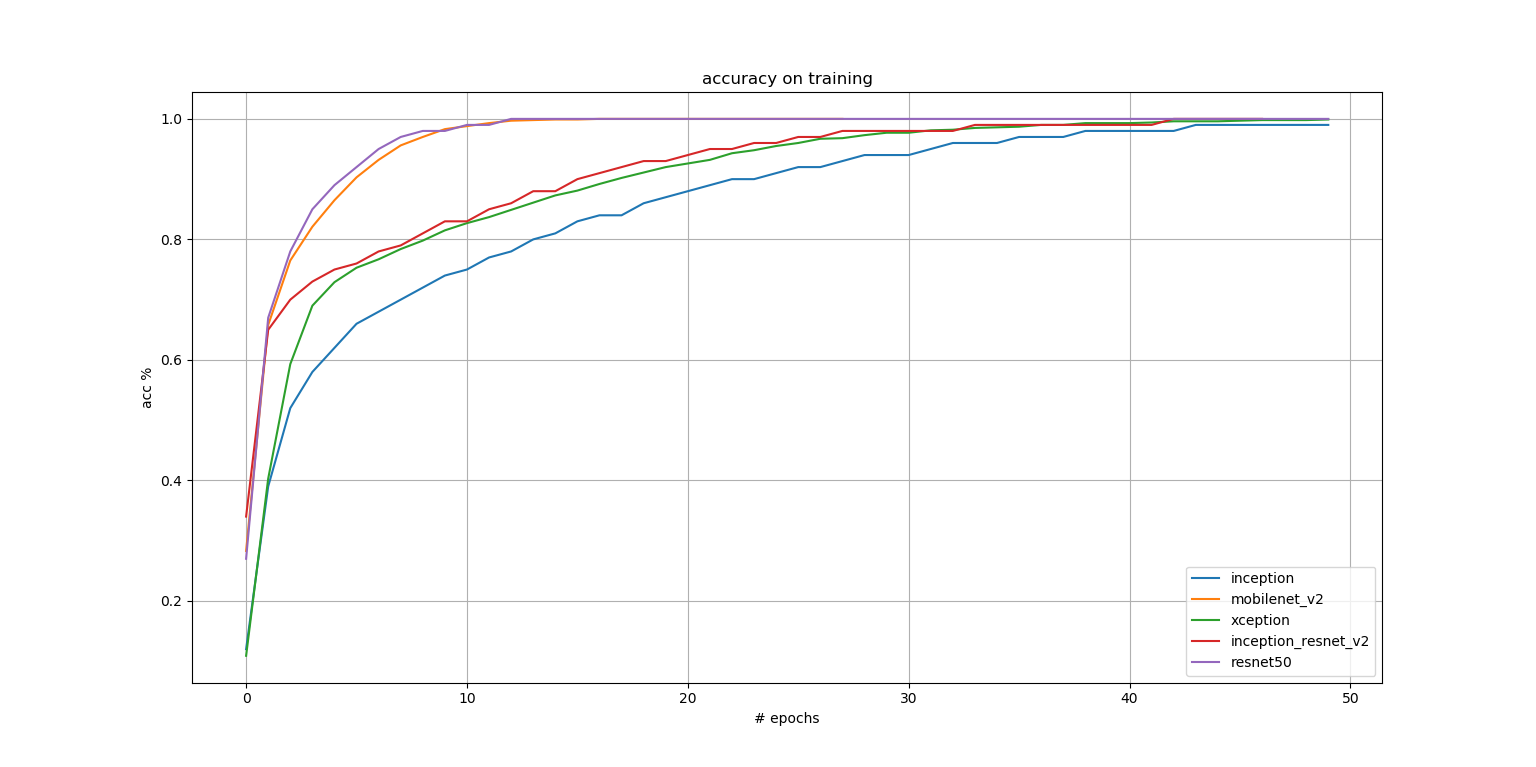 accuracy on training
1.0
0.8
0.6
0.4
0.2
acc %
0 10 20 30 40 50
# epochs
inception
mobilenet_v2
xception
inception_resnet_v2
resnet50